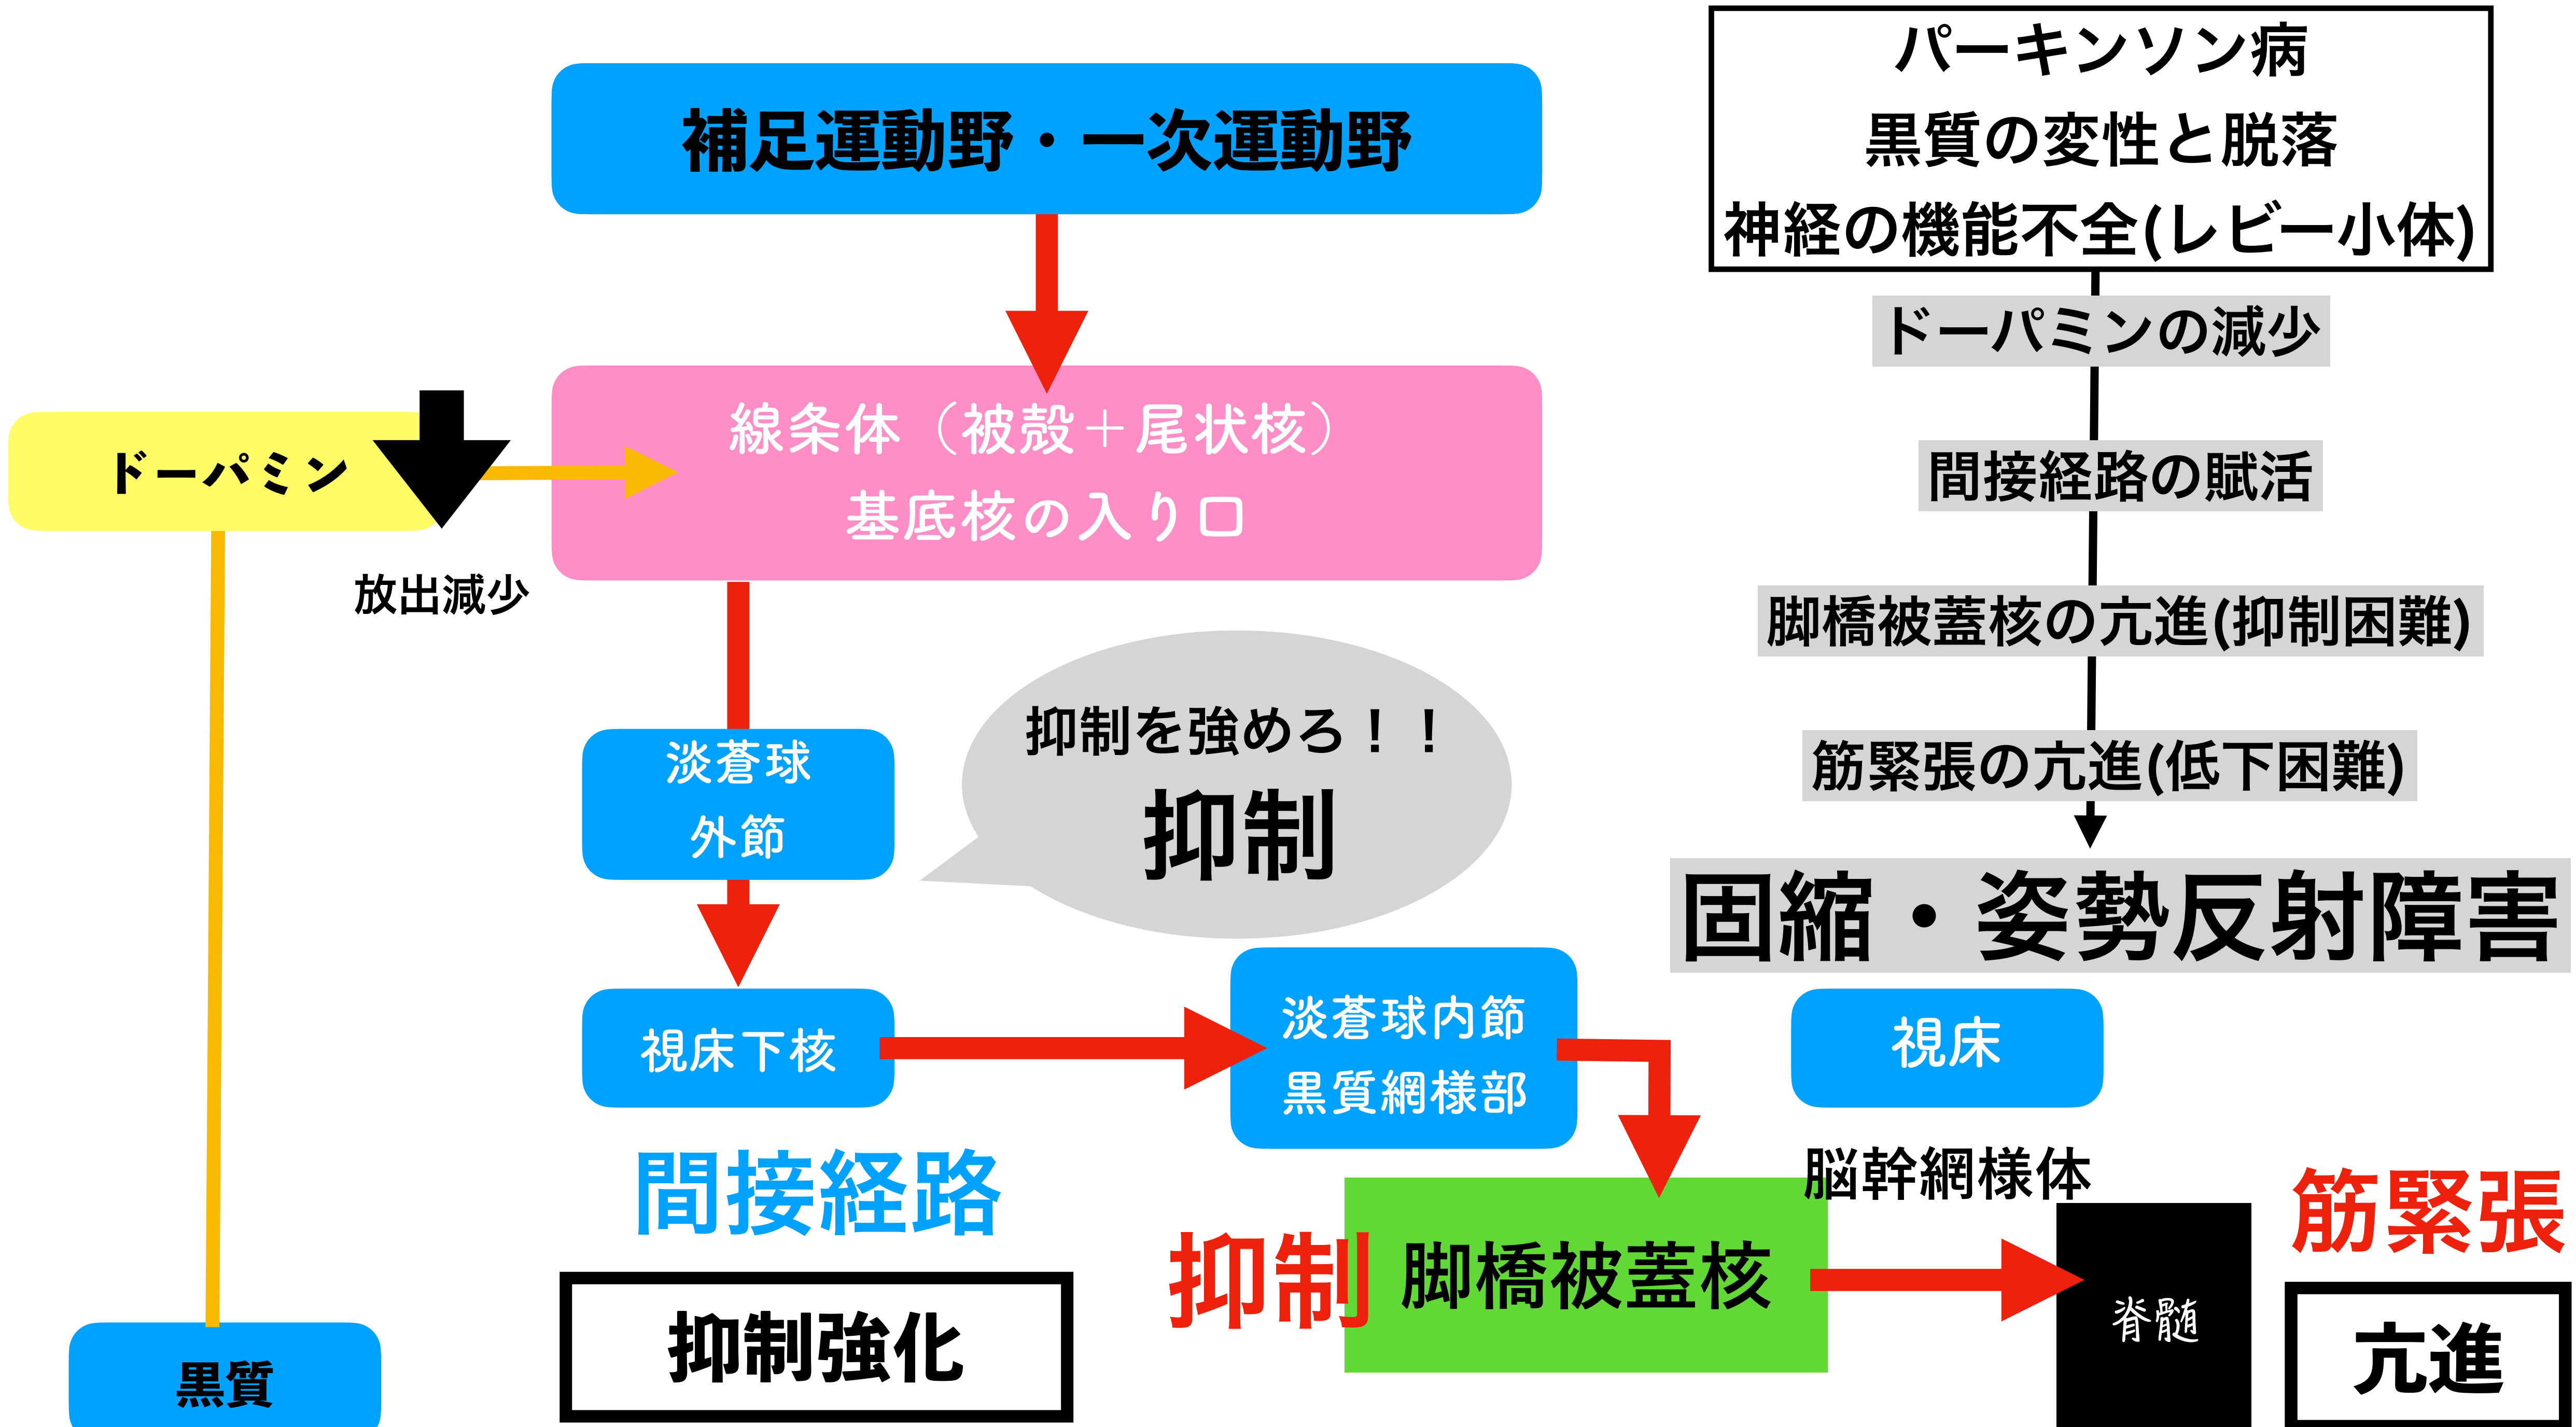 補足運動野・一次運動野
パーキンソン病
黒質の変性と脱落
神経の機能不全(レビー小体)
ドーパミンの減少
線条体（被殻＋尾状核）
基底核の入り口
ドーパミン
放出減少
間接経路の賦活
脚橋被蓋核の亢進(抑制困難)
筋緊張の亢進(低下困難)
固縮・姿勢反射障害
淡蒼球
外節
抑制を強めろ！！
抑制
視床下核
淡蒼球内節
黒質網様部
視床
間接経路
抑制強化
抑制
脚橋被蓋核
脳幹網様体
脊髄
筋緊張
亢進
黒質